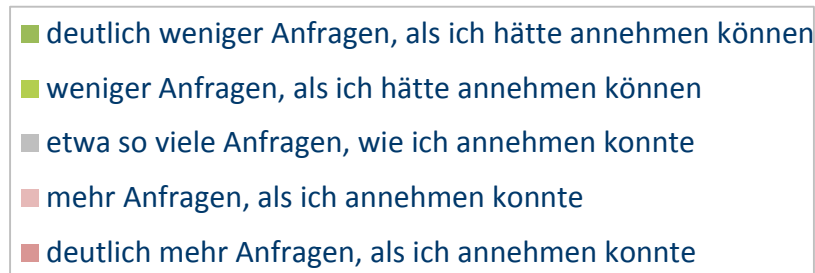 deutlich weniger Anfragen, als ich hätte annehmen können
weniger Anfragen, als ich hätte annehmen können
etwa so viele Anfragen, wie ich annehmen konnte
mehr Anfragen, als ich annehmen konnte
deutlich mehr Anfragen, als ich annehmen konnte